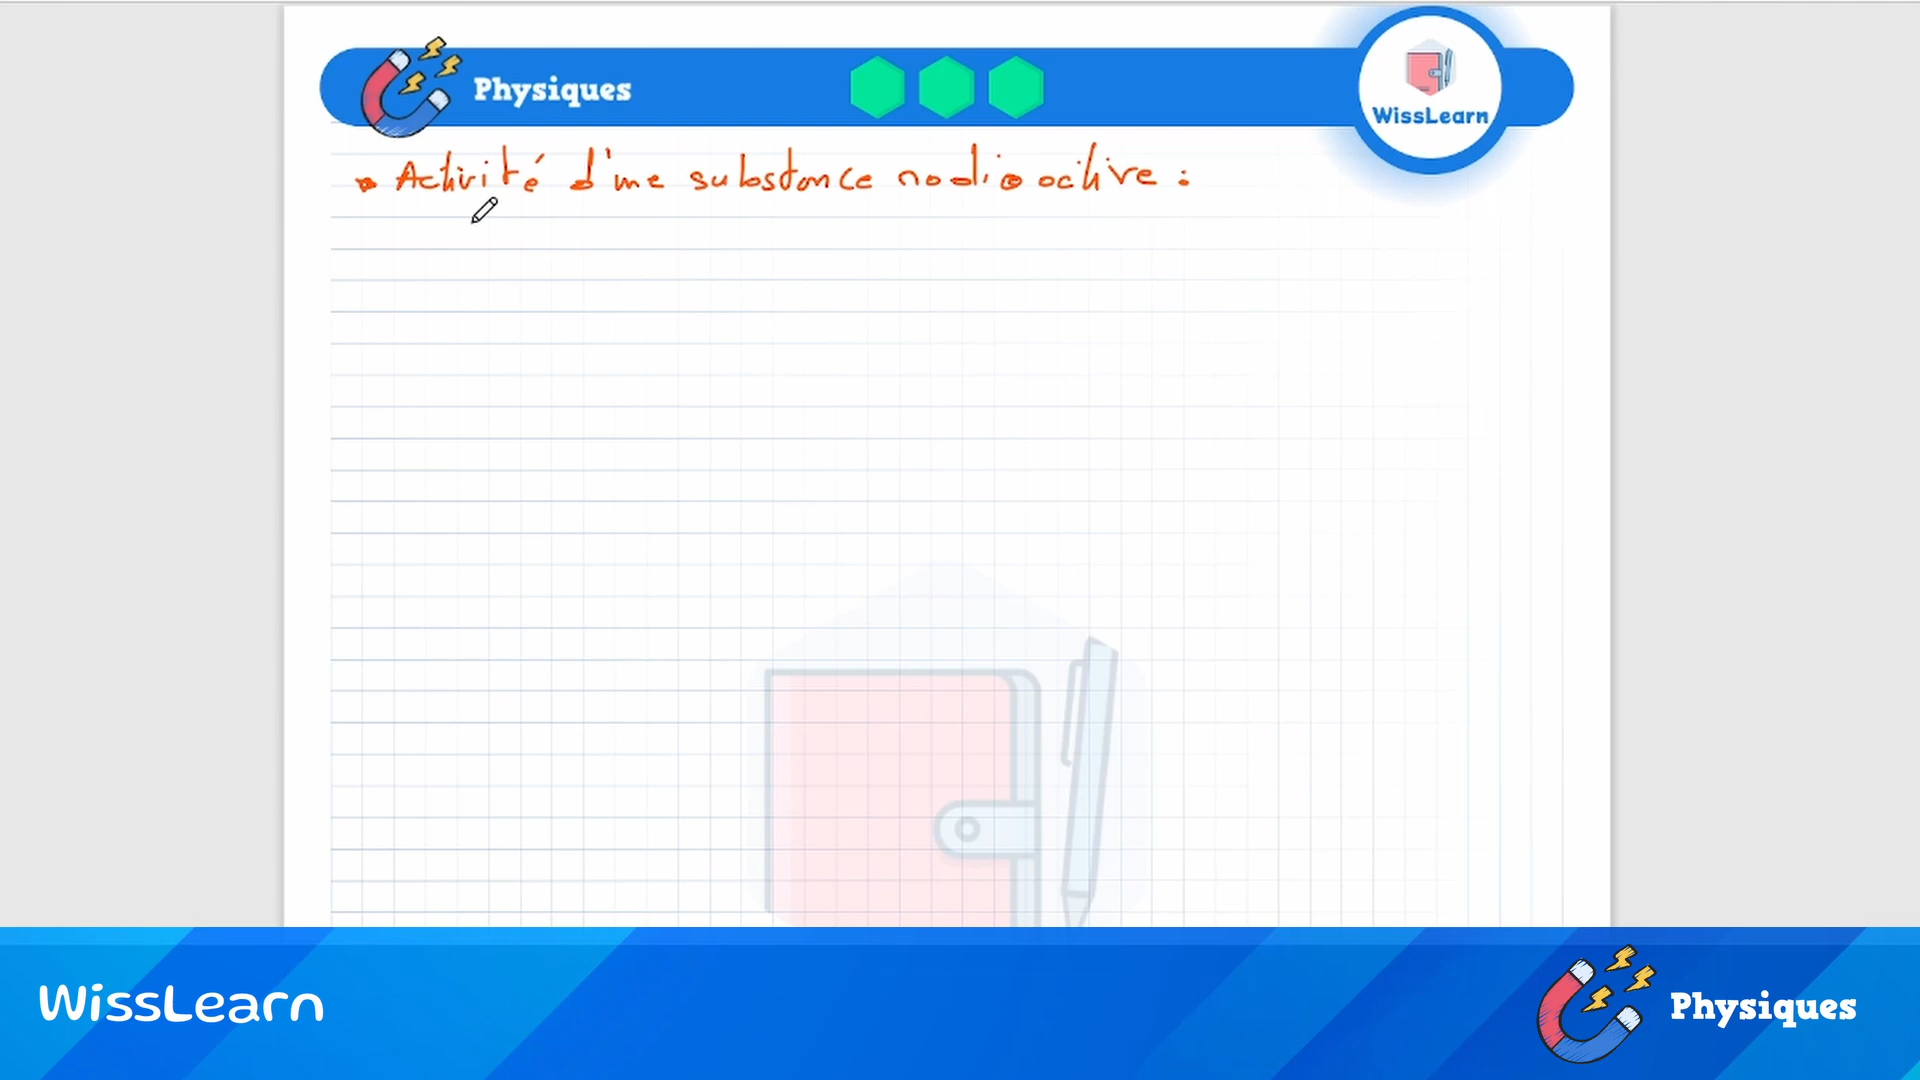 Physiques
WissLearn
• Activité d'une substance radioactive :
WissLearn
Physiques